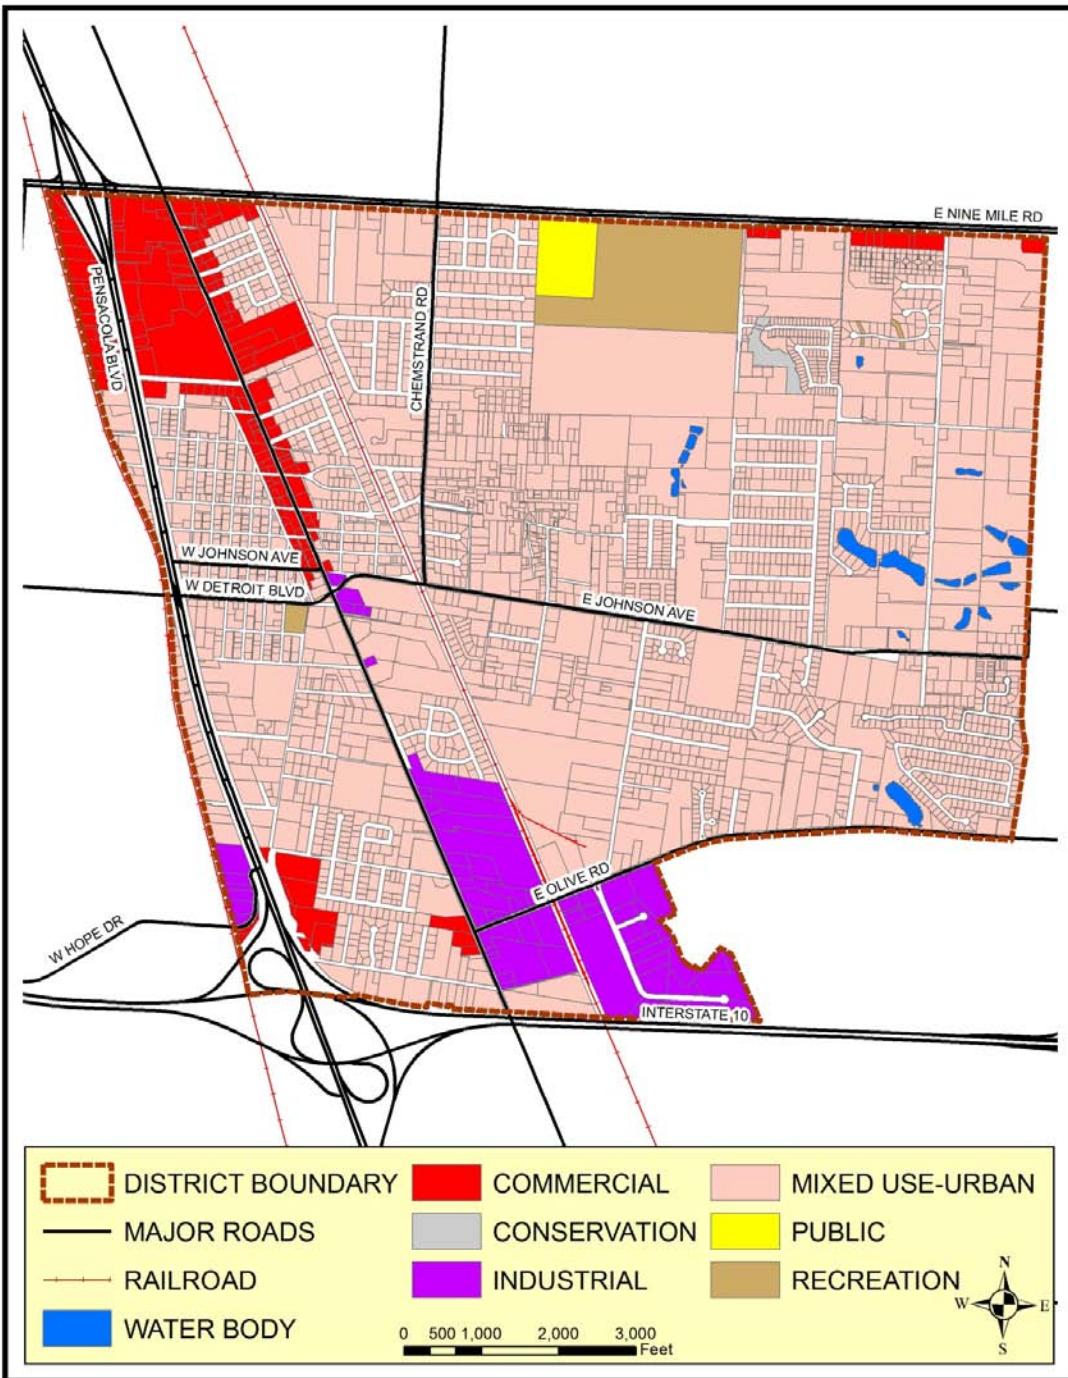 E NINE MILE RD
PENSACOLA BLVD
CHEMSTRAND RD
W JOHNSON AVE
W DETROIT BLVD
E JOHNSON AVE
E OLIVE RD
W HOPE DR
INTERSTATE 10
DISTRICT BOUNDARY
COMMERCIAL
MIXED USE-URBAN
MAJOR ROADS
CONSERVATION
PUBLIC
RAILROAD
INDUSTRIAL
RECREATION
WATER BODY
0 500 1,000 2,000 3,000
Feet
N
W E
S